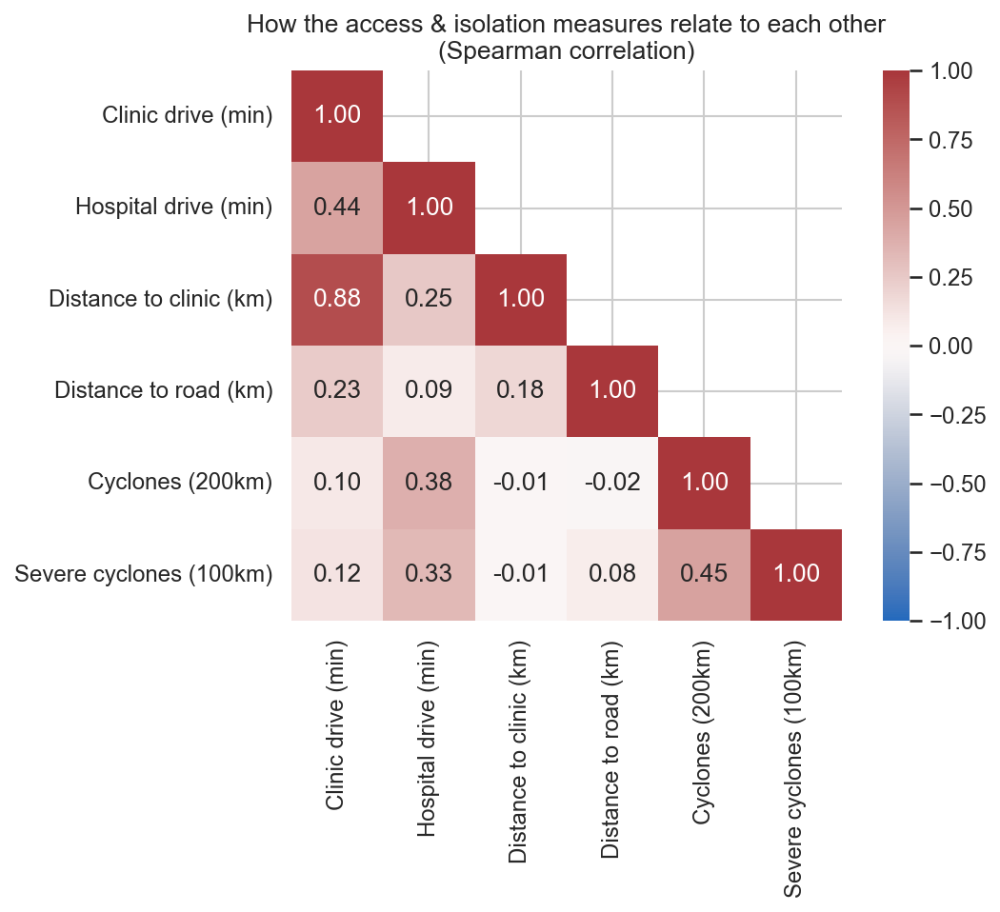 How the access & isolation measures relate to each other
(Spearman correlation)
Clinic drive (min)
1.00
Hospital drive (min)
0.44 1.00
Distance to clinic (km)
0.88 0.25 1.00
Distance to road (km)
0.23 0.09 0.18 1.00
Cyclones (200km)
0.10 0.38 -0.01 -0.02 1.00
Severe cyclones (100km)
0.12 0.33 -0.01 0.08 0.45 1.00
Clinic drive (min)
Hospital drive (min)
Distance to clinic (km)
Distance to road (km)
Cyclones (200km)
Severe cyclones (100km)
1.00
0.75
0.50
0.25
0.00
−0.25
−0.50
−0.75
−1.00